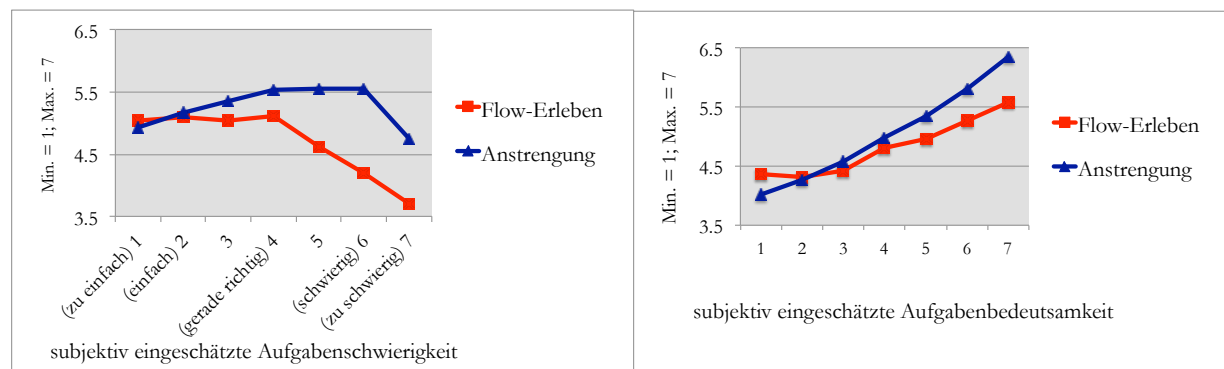 Min. = 1; Max. = 7
6.5
5.5
4.5
3.5
(zu einfach) 1
(einfach) 2
3
(gerade richtig) 4
5
(schwierig) 6
(zu schwierig) 7
Flow-Erleben
Anstrengung
subjektiv eingeschätzte Aufgabenschwierigkeit
Min. = 1; Max. = 7
6.5
5.5
4.5
3.5
1 2 3 4 5 6 7
Flow-Erleben
Anstrengung
subjektiv eingeschätzte Aufgabenbedeutsamkeit